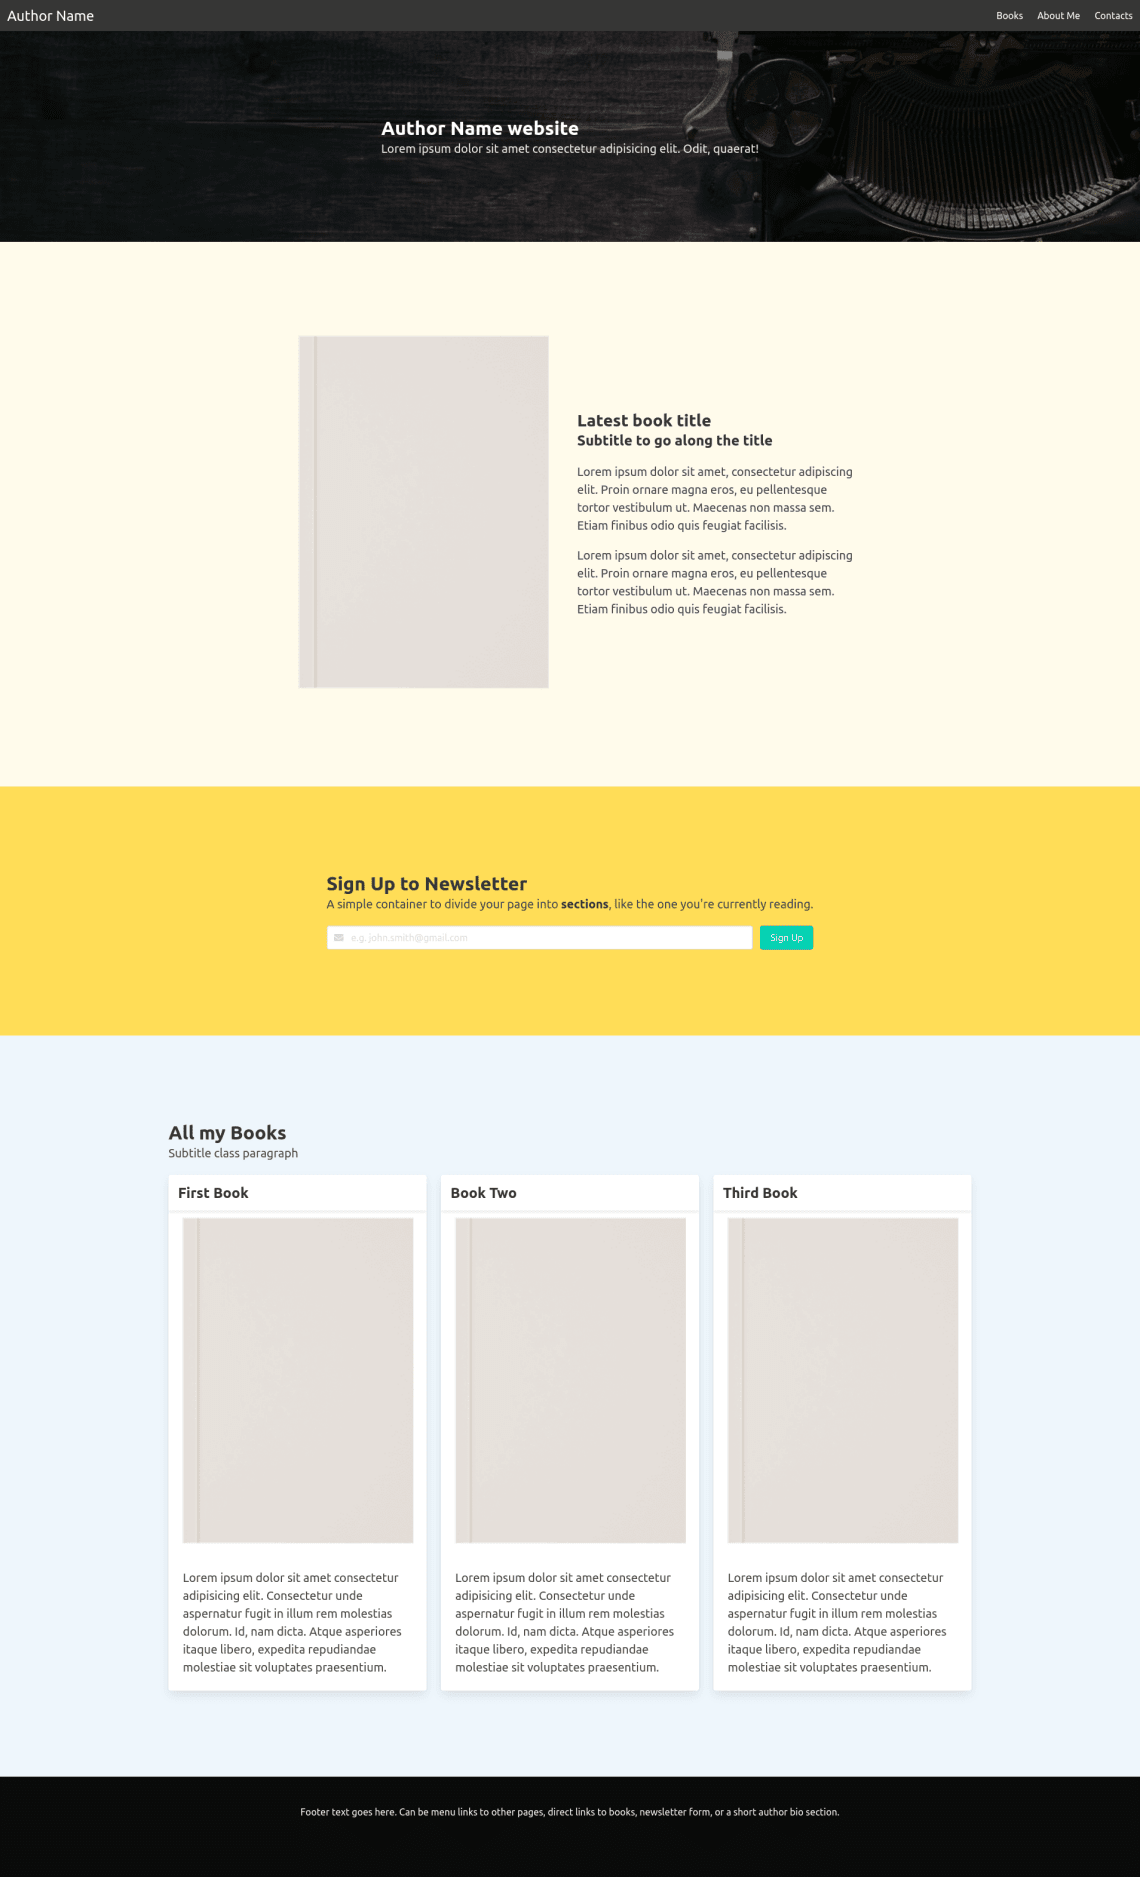 Author Name
Books
About Me
Contacts
Author Name website
Lorem ipsum dolor sit amet consectetur adipisicing elit. Odit, quaerat!
Latest book title
Subtitle to go along the title
Lorem ipsum dolor sit amet, consectetur adipiscing
elit. Proin ornare magna eros, eu pellentesque
tortor vestibulum ut. Maecenas non massa sem.
Etiam finibus odio quis feugiat facilisis.
Lorem ipsum dolor sit amet, consectetur adipiscing
elit. Proin ornare magna eros, eu pellentesque
tortor vestibulum ut. Maecenas non massa sem.
Etiam finibus odio quis feugiat facilisis.
Sign Up to Newsletter
A simple container to divide your page into sections, like the one you're currently reading.
e.g. john.smith@gmail.com
Sign Up
All my Books
Subtitle class paragraph
First Book
Lorem ipsum dolor sit amet consectetur
adipisicing elit. Consectetur unde
aspernatur fugit in illum rem molestias
dolorum. Id, nam dicta. Atque asperiores
itaque libero, expedita repudiandae
molestiae sit voluptates praesentium.
Book Two
Lorem ipsum dolor sit amet consectetur
adipisicing elit. Consectetur unde
aspernatur fugit in illum rem molestias
dolorum. Id, nam dicta. Atque asperiores
itaque libero, expedita repudiandae
molestiae sit voluptates praesentium.
Third Book
Lorem ipsum dolor sit amet consectetur
adipisicing elit. Consectetur unde
aspernatur fugit in illum rem molestias
dolorum. Id, nam dicta. Atque asperiores
itaque libero, expedita repudiandae
molestiae sit voluptates praesentium.
Footer text goes here. Can be menu links to other pages, direct links to books, newsletter form, or a short author bio section.